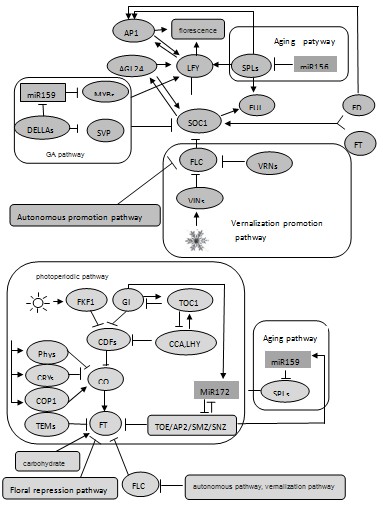 AP1
florescence
Aging patyway
AGL24
LFY
SPLs
miR156
miR159
MYBs
FUL
FD
SOC1
DELLAs
SVP
FT
GA pathway
FLC
VRNs
Autonomous promotion pathway
VINs
Vernalization promotion
pathway
photoperiodic pathway
FKF1
GI
TOC1
Aging pathway
CDFs
CCA,LHY
Phys
miR159
CRYs
CO
MiR172
SPLs
COP1
TEMs
FT
TOE/AP2/SMZ/SNZ
carbohydrate
Floral repression pathway
FLC
autonomous pathway, vernalization pathway